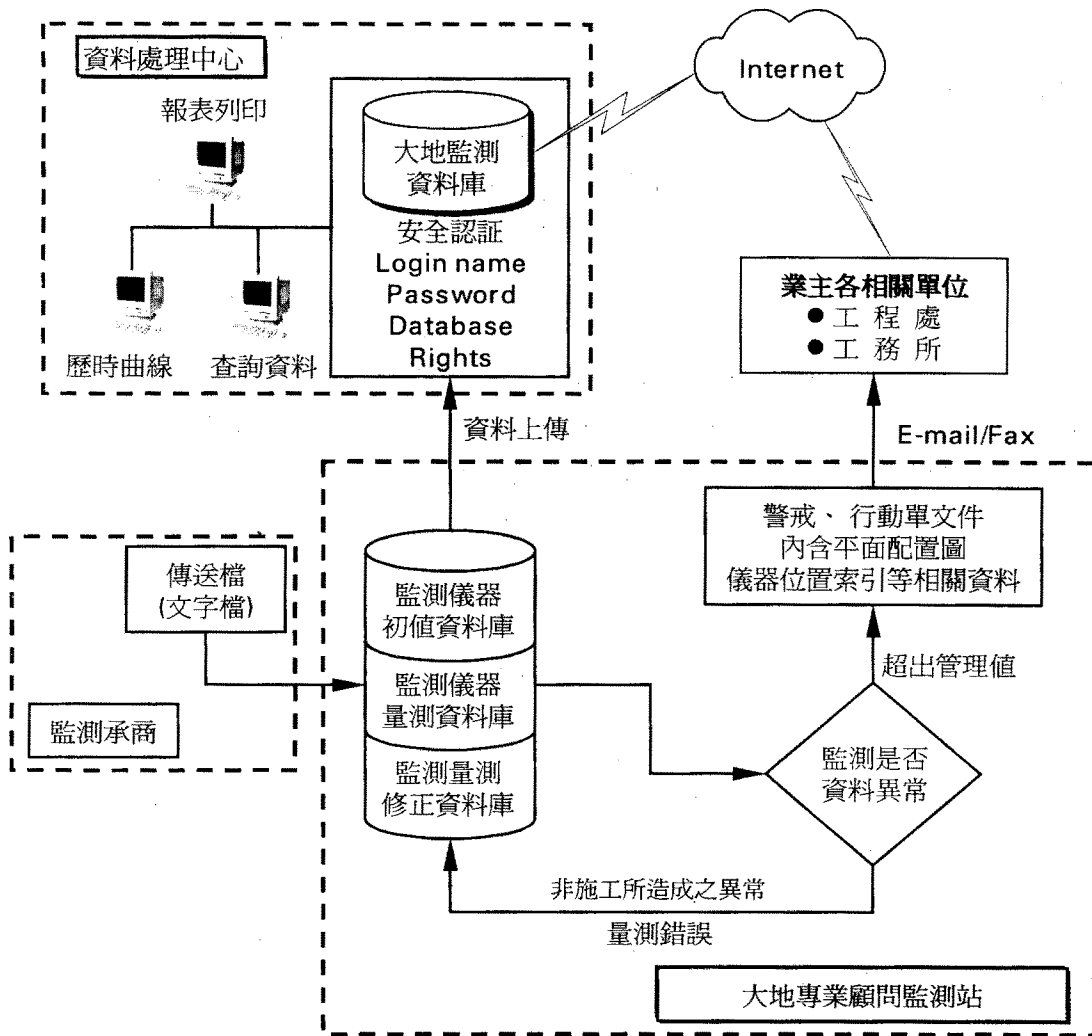 資料處理中心
報表列印
歷時曲線
查詢資料
大地監測
資料庫
安全認証
Login name
Password
Database
Rights
Internet
業主各相關單位
●工 程 處
●工 務 所
資料上傳
E-mail/Fax
傳送檔
(文字檔)
監測承商
監測儀器
初值資料庫
監測儀器
量測資料庫
監測量測
修正資料庫
警戒、行動單文件
內含平面配置圖
儀器位置索引等相關資料
超出管理值
監測是否
資料異常
非施工所造成之異常
量測錯誤
大地專業顧問監測站